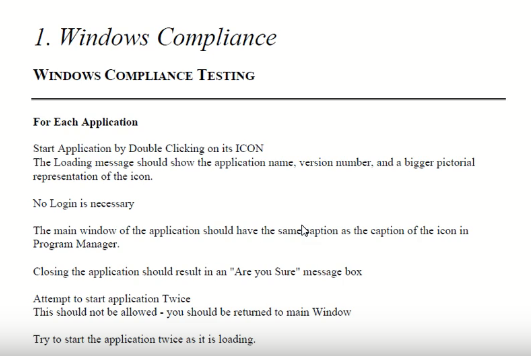 1. Windows Compliance
WINDOWS COMPLIANCE TESTING
For Each Application
Start Application by Double Clicking on its ICON
The Loading message should show the application name, version number, and a bigger pictorial
representation of the icon.
No Login is necessary
The main window of the application should have the same caption as the caption of the icon in
Program Manager.
Closing the application should result in an "Are you Sure" message box
Attempt to start application Twice
This should not be allowed - you should be returned to main Window
Try to start the application twice as it is loading.